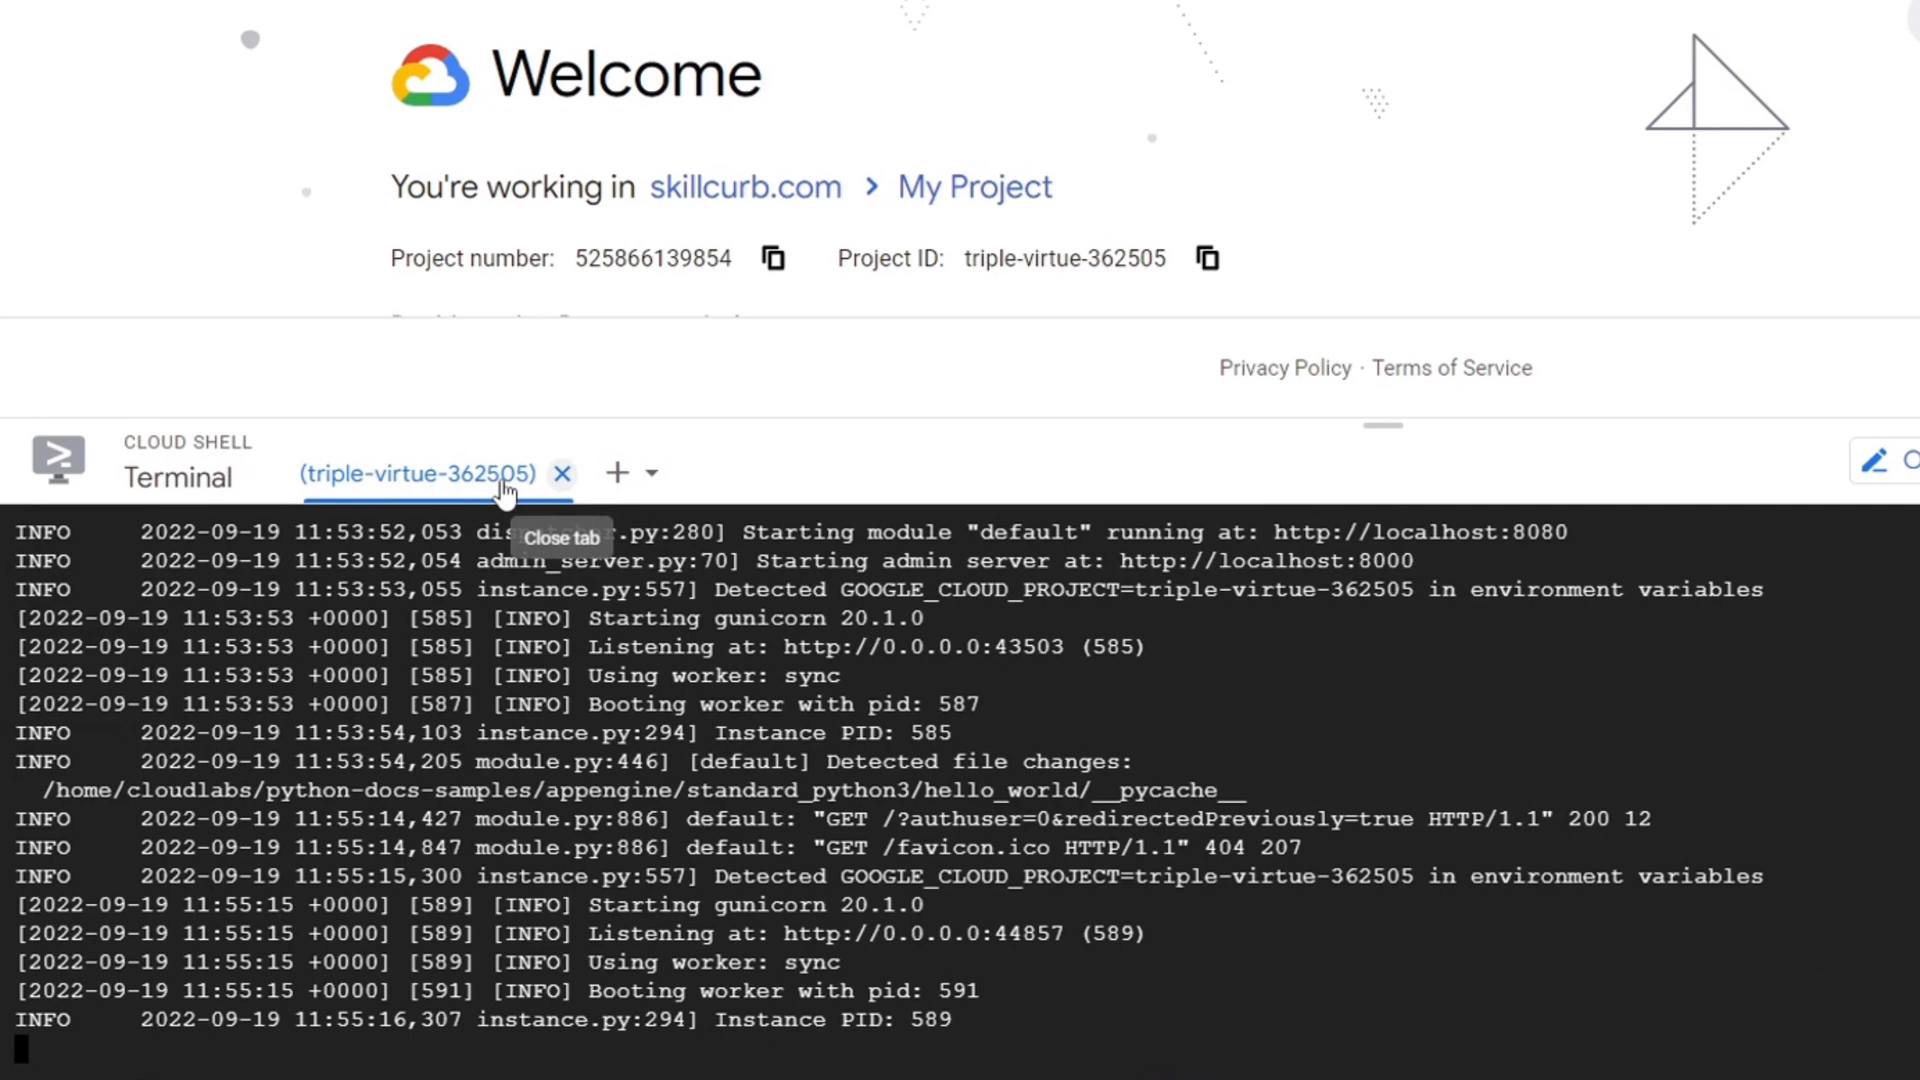 Welcome
You're working in skillcurb.com > My Project
Project number: 525866139854 Project ID: triple-virtue-362505
Privacy Policy · Terms of Service
CLOUD SHELL
Terminal (triple-virtue-362505)
Close tab
INFO 2022-09-19 11:53:52,053 dispatcher.py:280] Starting module "default" running at: http://localhost:8080
INFO 2022-09-19 11:53:52,054 admin_server.py:70] Starting admin server at: http://localhost:8000
INFO 2022-09-19 11:53:53,055 instance.py:557] Detected GOOGLE_CLOUD_PROJECT=triple-virtue-362505 in environment variables
[2022-09-19 11:53:53 +0000] [585] [INFO] Starting gunicorn 20.1.0
[2022-09-19 11:53:53 +0000] [585] [INFO] Listening at: http://0.0.0.0:43503 (585)
[2022-09-19 11:53:53 +0000] [585] [INFO] Using worker: sync
[2022-09-19 11:53:53 +0000] [587] [INFO] Booting worker with pid: 587
INFO 2022-09-19 11:53:54,103 instance.py:294] Instance PID: 585
INFO 2022-09-19 11:53:54,205 module.py:446] [default] Detected file changes:
/home/cloudlabs/python-docs-samples/appengine/standard_python3/hello_world/__pycache__
INFO 2022-09-19 11:55:14,427 module.py:886] default: "GET /?authuser=0&redirectedPreviously=true HTTP/1.1" 200 12
INFO 2022-09-19 11:55:14,847 module.py:886] default: "GET /favicon.ico HTTP/1.1" 404 207
INFO 2022-09-19 11:55:15,300 instance.py:557] Detected GOOGLE_CLOUD_PROJECT=triple-virtue-362505 in environment variables
[2022-09-19 11:55:15 +0000] [589] [INFO] Starting gunicorn 20.1.0
[2022-09-19 11:55:15 +0000] [589] [INFO] Listening at: http://0.0.0.0:44857 (589)
[2022-09-19 11:55:15 +0000] [589] [INFO] Using worker: sync
[2022-09-19 11:55:15 +0000] [591] [INFO] Booting worker with pid: 591
INFO 2022-09-19 11:55:16,307 instance.py:294] Instance PID: 589